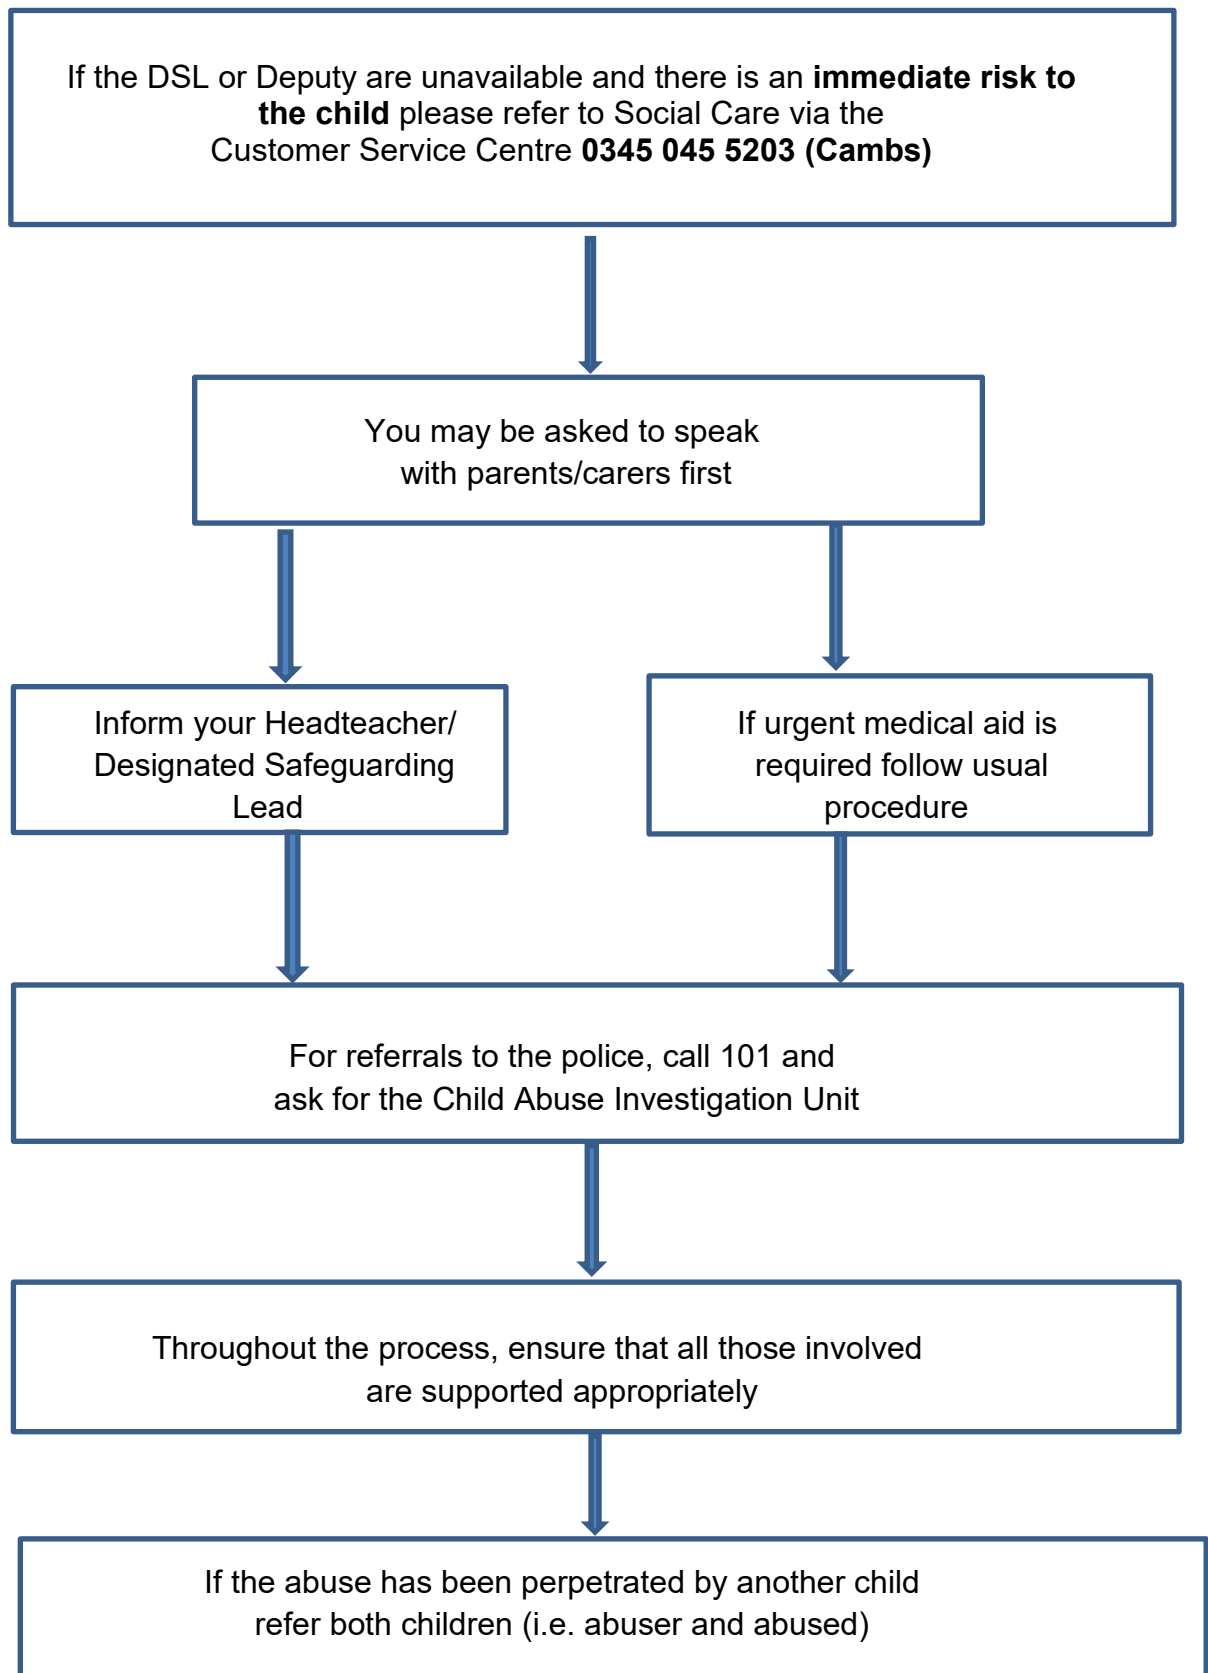 If the DSL or Deputy are unavailable and there is an immediate risk to
the child please refer to Social Care via the
Customer Service Centre 0345 045 5203 (Cambs)
You may be asked to speak
with parents/carers first
Inform your Headteacher/
Designated Safeguarding
Lead
If urgent medical aid is
required follow usual
procedure
For referrals to the police, call 101 and
ask for the Child Abuse Investigation Unit
Throughout the process, ensure that all those involved
are supported appropriately
If the abuse has been perpetrated by another child
refer both children (i.e. abuser and abused)